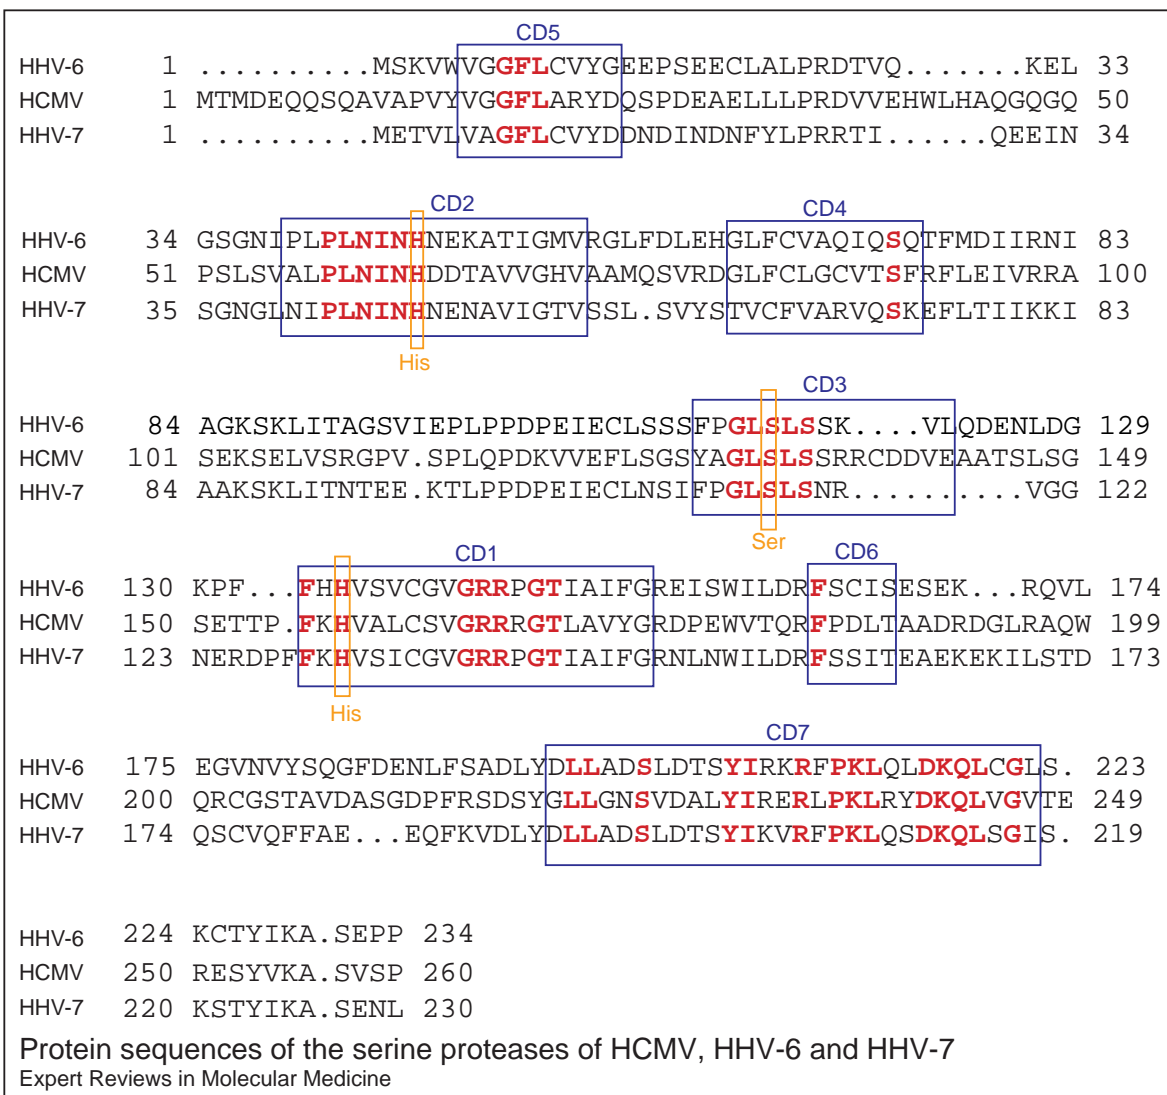 CD5
HHV-6 1 ..........MSKVWVGGFLCVYGEEPSEECLALPRDTVQ.......KEL 33
HCMV 1 MTMDEQQSQAVAPVYVGGFLARYDQSPDEAELLLPRDVVEHWLHAQGQGQ 50
HHV-7 1 ..........METVLVAGFLCVYDDNDINDNFYLPRRTI......QEEIN 34
CD2 CD4
HHV-6 34 GSGNIPLPLNINHNEKATIGMVRGLFDLEHGLFCVAQIQSQTFMDIIRNI 83
HCMV 51 PSLSVALPLNINHDDTAVVGHVAAMQSVRDGLFCLGCVTSFRFLEIVRRA 100
HHV-7 35 SGNGLNIPLNINHNENAVIGTVSSL.SVYSTVCFVARVQSKEFLTIIKKI 83
His
CD3
HHV-6 84 AGKSKLITAGSVIEPLPPDPEIECLSSSFPGLSLSSK....VLQDENLDG 129
HCMV 101 SEKSELVSRGPV.SPLQPDKVVEFLSGSYAGLSLSSRRCDDVEAATSLSG 149
HHV-7 84 AAKSKLITNTEE.KTLPPDPEIECLNSIFPGLSLSNR..........VGG 122
Ser
CD1 CD6
HHV-6 130 KPF...FHHVSVCGVGRRPGTIAIFGREISWILDRFSCISESEK...RQVL 174
HCMV 150 SETTP.FKHVALCSVGRRRGTLAVYGRDPEWVTQRFPDLTAADRDGLRAQW 199
HHV-7 123 NERDPFFKHVSICGVGRRPGTIAIFGRNLNWILDRFSSITEAEKEKILSTD 173
His
CD7
HHV-6 175 EGVNVYSQGFDENLFSADLYDLLADSLDTSYIRKRFPKLQLDKQLCGLS. 223
HCMV 200 QRCGSTAVDASGDPFRSDSYGLLGNSVDALYIRERLPKLRYDKQLVGVTE 249
HHV-7 174 QSCVQFFAE...EQFKVDLYDLLADSLDTSYIKVRFPKLQSDKQLSGIS. 219
HHV-6 224 KCTYIKA.SEPP 234
HCMV 250 RESYVKA.SVSP 260
HHV-7 220 KSTYIKA.SENL 230
Protein sequences of the serine proteases of HCMV, HHV-6 and HHV-7
Expert Reviews in Molecular Medicine